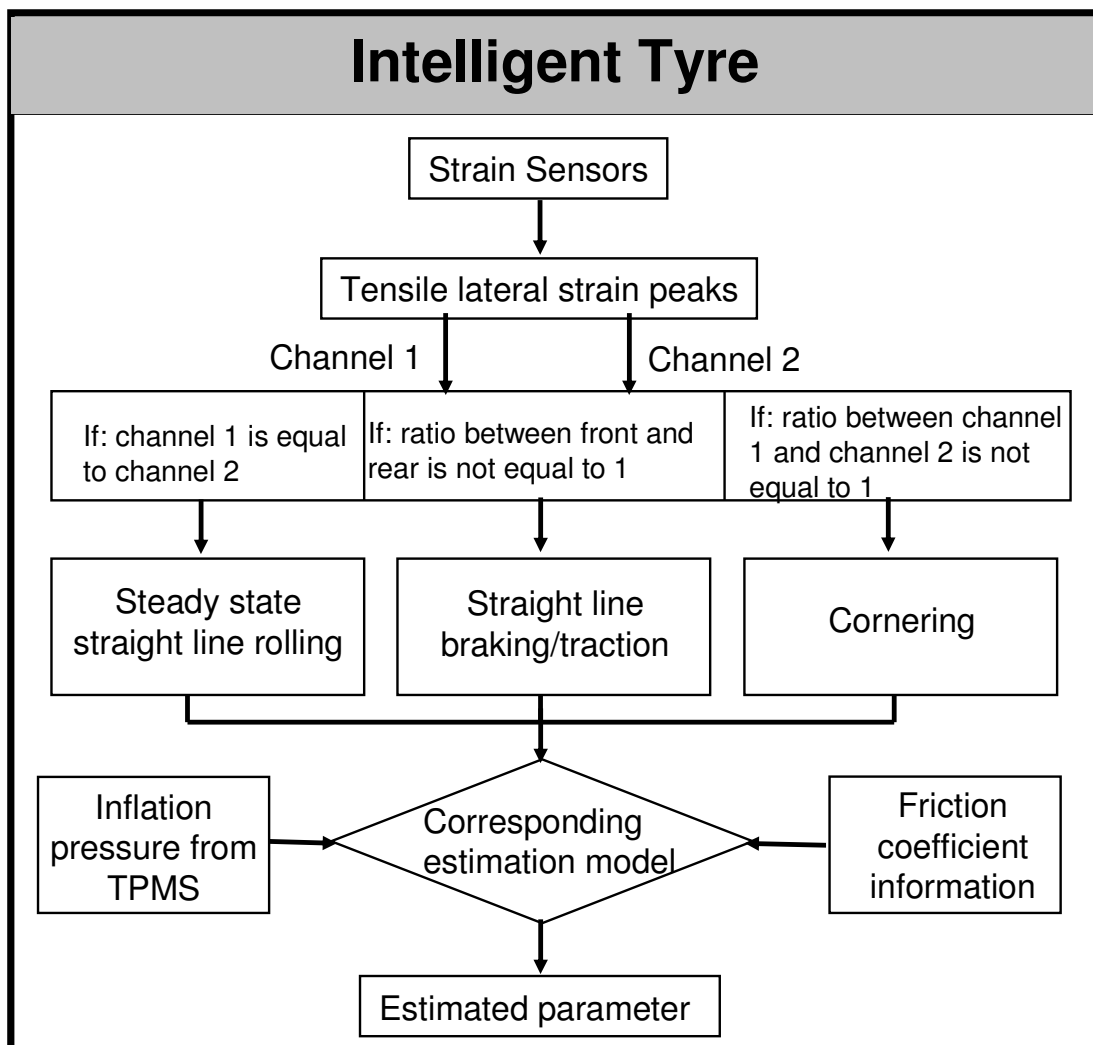 Intelligent Tyre
Strain Sensors
Tensile lateral strain peaks
Channel 1
Channel 2
If: channel 1 is equal
to channel 2
If: ratio between front and
rear is not equal to 1
If: ratio between channel
1 and channel 2 is not
equal to 1
Steady state
straight line rolling
Straight line
braking/traction
Cornering
Inflation
pressure from
TPMS
Corresponding
estimation model
Friction
coefficient
information
Estimated parameter